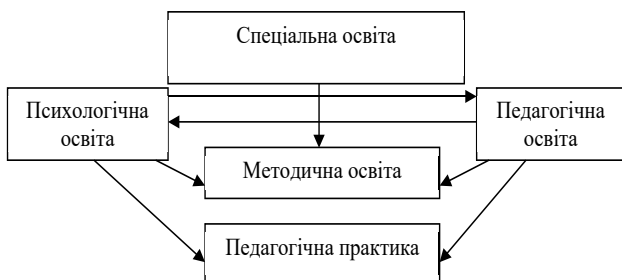 Спеціальна освіта
Психологічна
освіта
Педагогічна
освіта
Методична освіта
Педагогічна практика